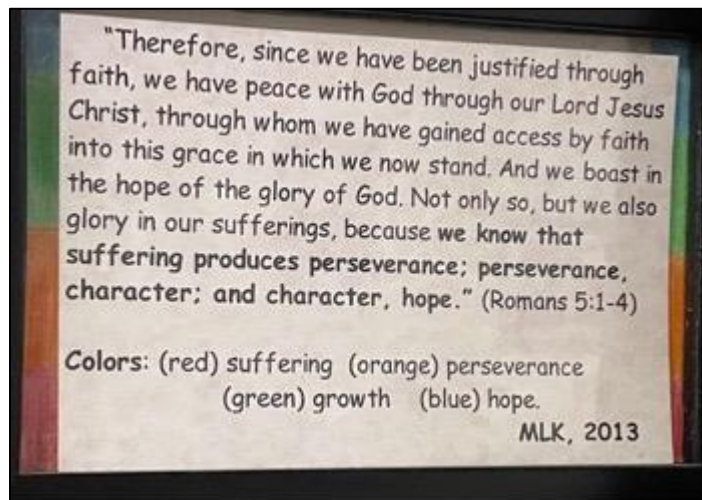 "Therefore, since we have been justified through
faith, we have peace with God through our Lord Jesus
Christ, through whom we have gained access by faith
into this grace in which we now stand. And we boast in
the hope of the glory of God. Not only so, but we also
glory in our sufferings, because we know that
suffering produces perseverance; perseverance,
character; and character, hope." (Romans 5:1-4)
Colors: (red) suffering (orange) perseverance
(green) growth (blue) hope.
MLK, 2013